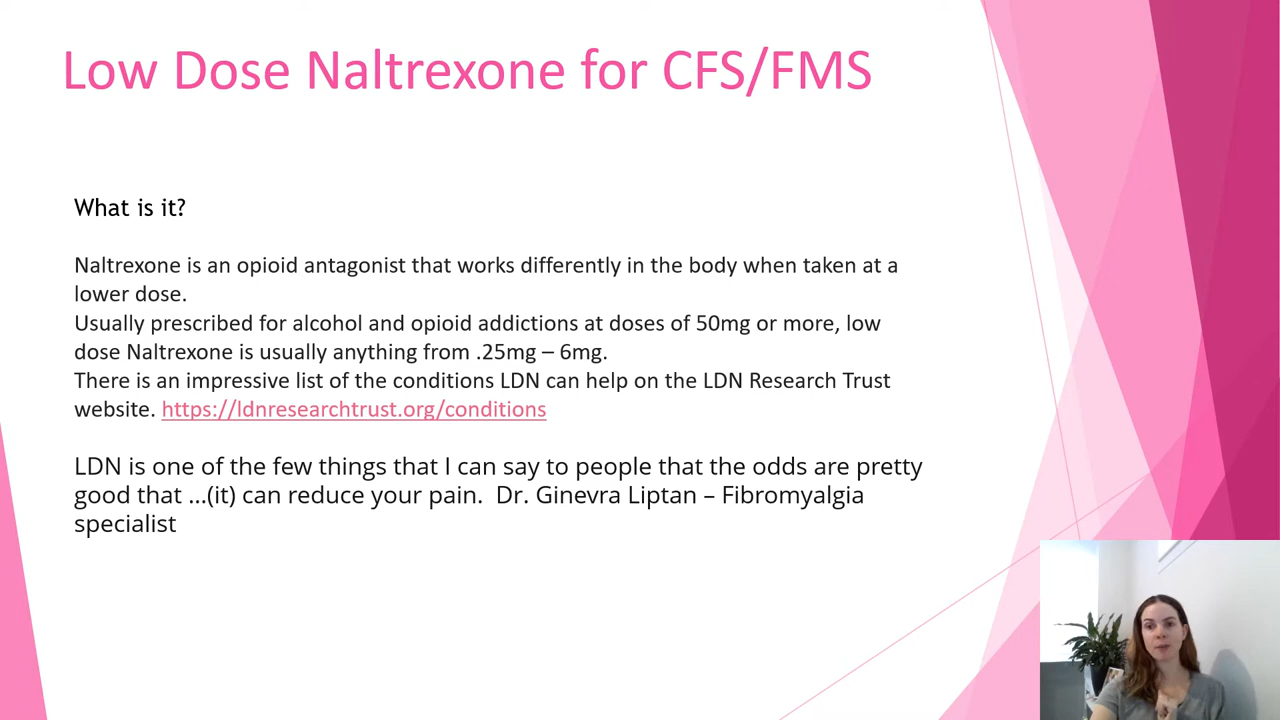 Low Dose Naltrexone for CFS/FMS
What is it?
Naltrexone is an opioid antagonist that works differently in the body when taken at a
lower dose.
Usually prescribed for alcohol and opioid addictions at doses of 50mg or more, low
dose Naltrexone is usually anything from .25mg – 6mg.
There is an impressive list of the conditions LDN can help on the LDN Research Trust
website. https://ldnresearchtrust.org/conditions
LDN is one of the few things that I can say to people that the odds are pretty
good that ...(it) can reduce your pain.  Dr. Ginevra Liptan – Fibromyalgia
specialist